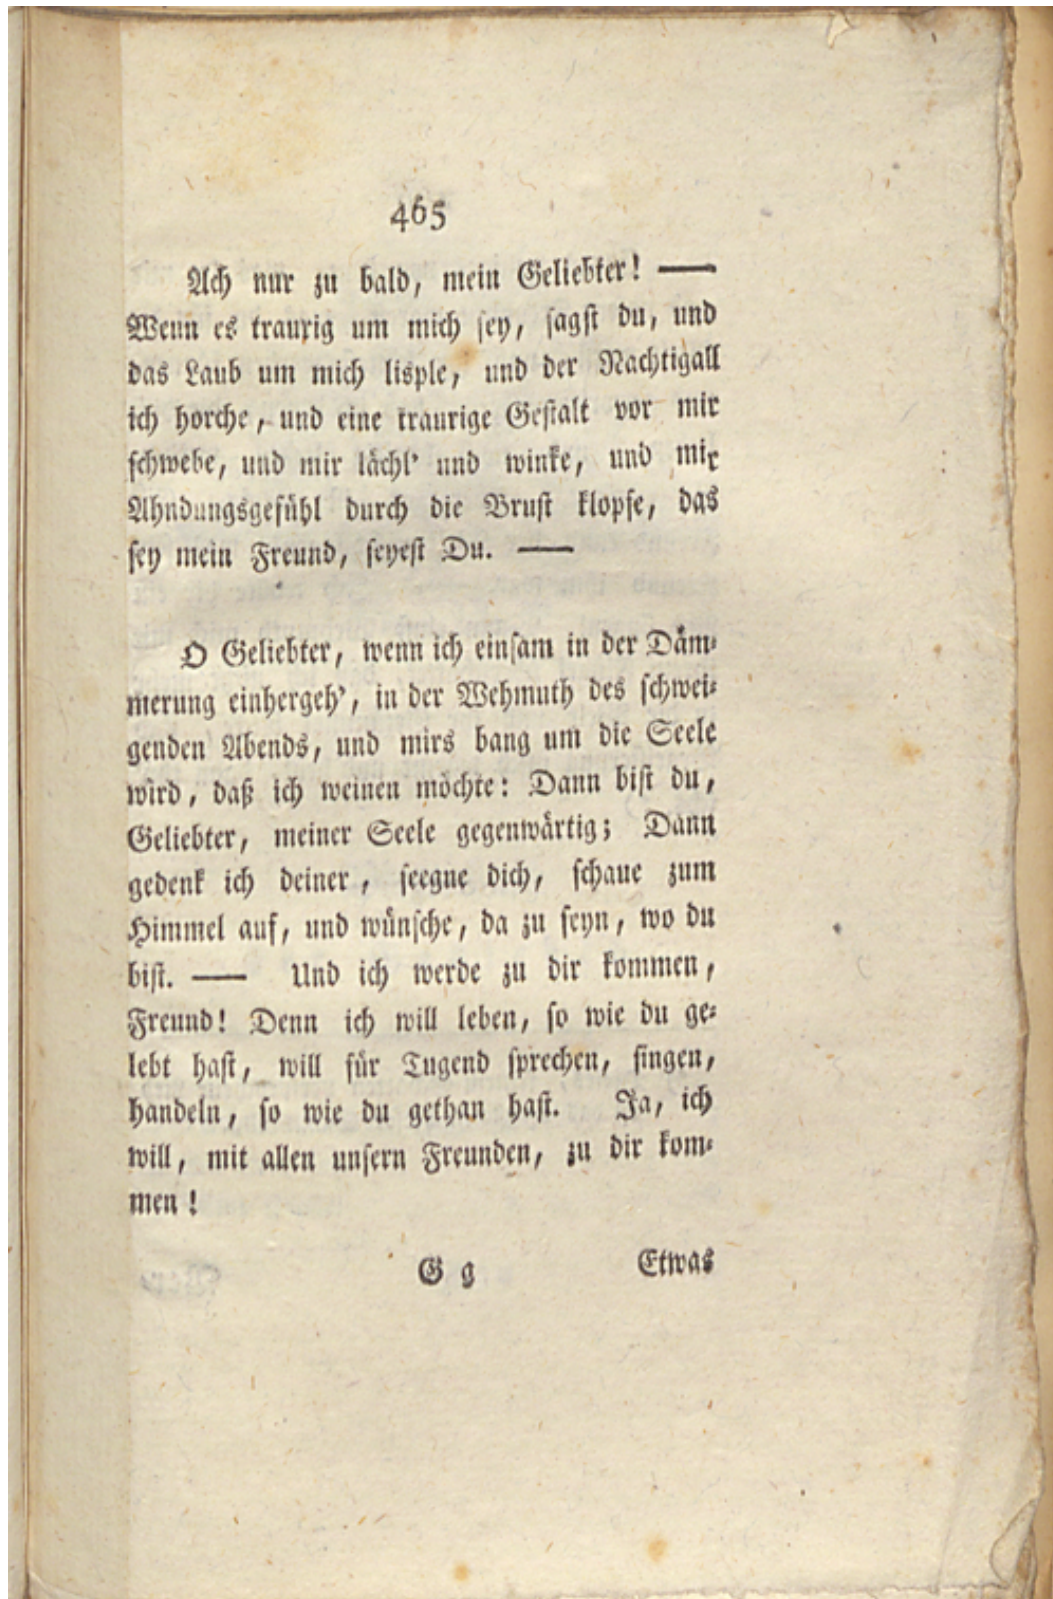 465
Ach nur zu bald, mein Geliebter! —
Wenn es traurig um mich sey, sagst du, und
das Laub um mich lisple, und der Nachtigall
ich horche, und eine traurige Gestalt vor mir
schwebe, und mir lächl' und winke, und mir
Ahndungsgefühl durch die Brust klopfe, das
sey mein Freund, seyest Du. —
O Geliebter, wenn ich einsam in der Däm-
merung einhergeh', in der Wehmuth des schwei-
genden Abends, und mirs bang um die Seele
wird, daß ich weinen möchte: Dann bist du,
Geliebter, meiner Seele gegenwärtig; Dann
gedenk ich deiner, seegne dich, schaue zum
Himmel auf, und wünsche, da zu seyn, wo du
bist. — Und ich werde zu dir kommen,
Freund! Denn ich will leben, so wie du ge-
lebt hast, will für Tugend sprechen, singen,
handeln, so wie du gethan hast. Ja, ich
will, mit allen unsern Freunden, zu dir kom-
men!
G g Etwas